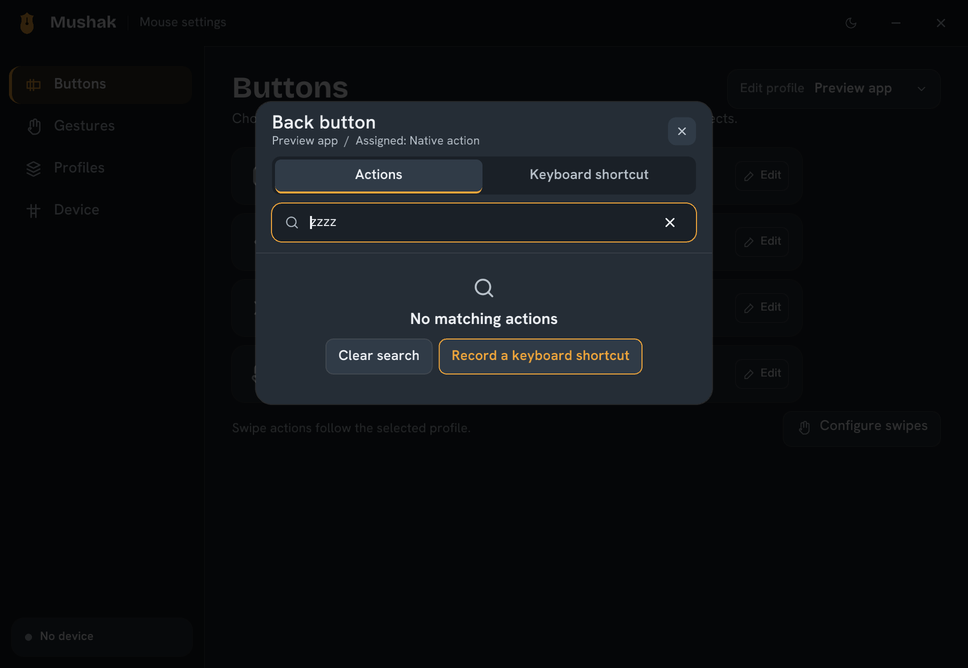 Mushak
Mouse settings
Buttons
Gestures
Profiles
Device
No device
Buttons
Edit profile Preview app
Back button
Preview app / Assigned: Native action
Actions
Keyboard shortcut
zzzz
No matching actions
Clear search
Record a keyboard shortcut
Edit
Edit
Edit
Edit
Swipe actions follow the selected profile.
Configure swipes